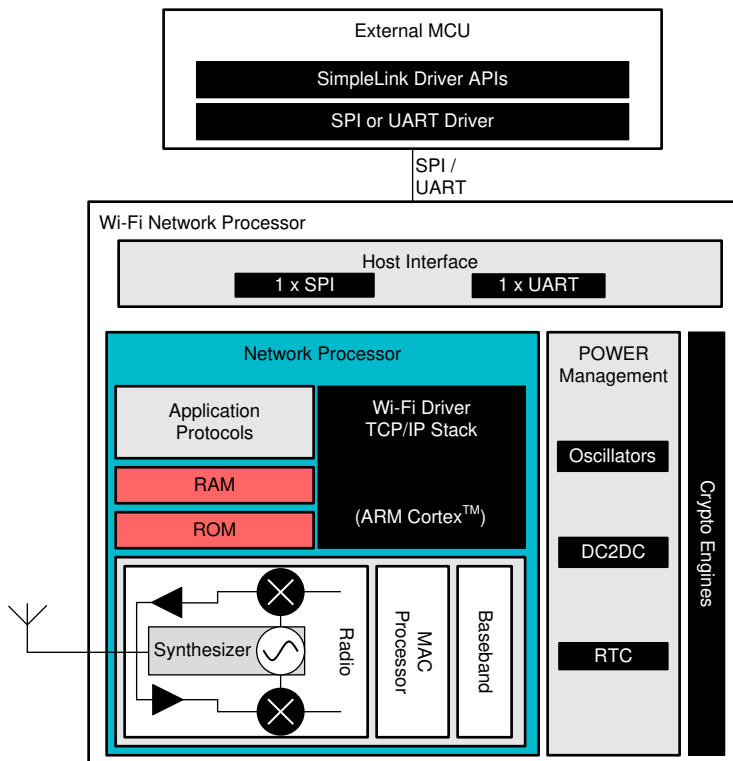 External MCU
SimpleLink Driver APIs
SPI or UART Driver
SPI /
UART
Wi-Fi Network Processor
Host Interface
1 x SPI
1 x UART
Network Processor
Application
Protocols
Wi-Fi Driver
TCP/IP Stack
RAM
ROM
(ARM Cortex™)
Synthesizer
Radio
MAC
Processor
Baseband
POWER
Management
Oscillators
DC2DC
RTC
Crypto Engines